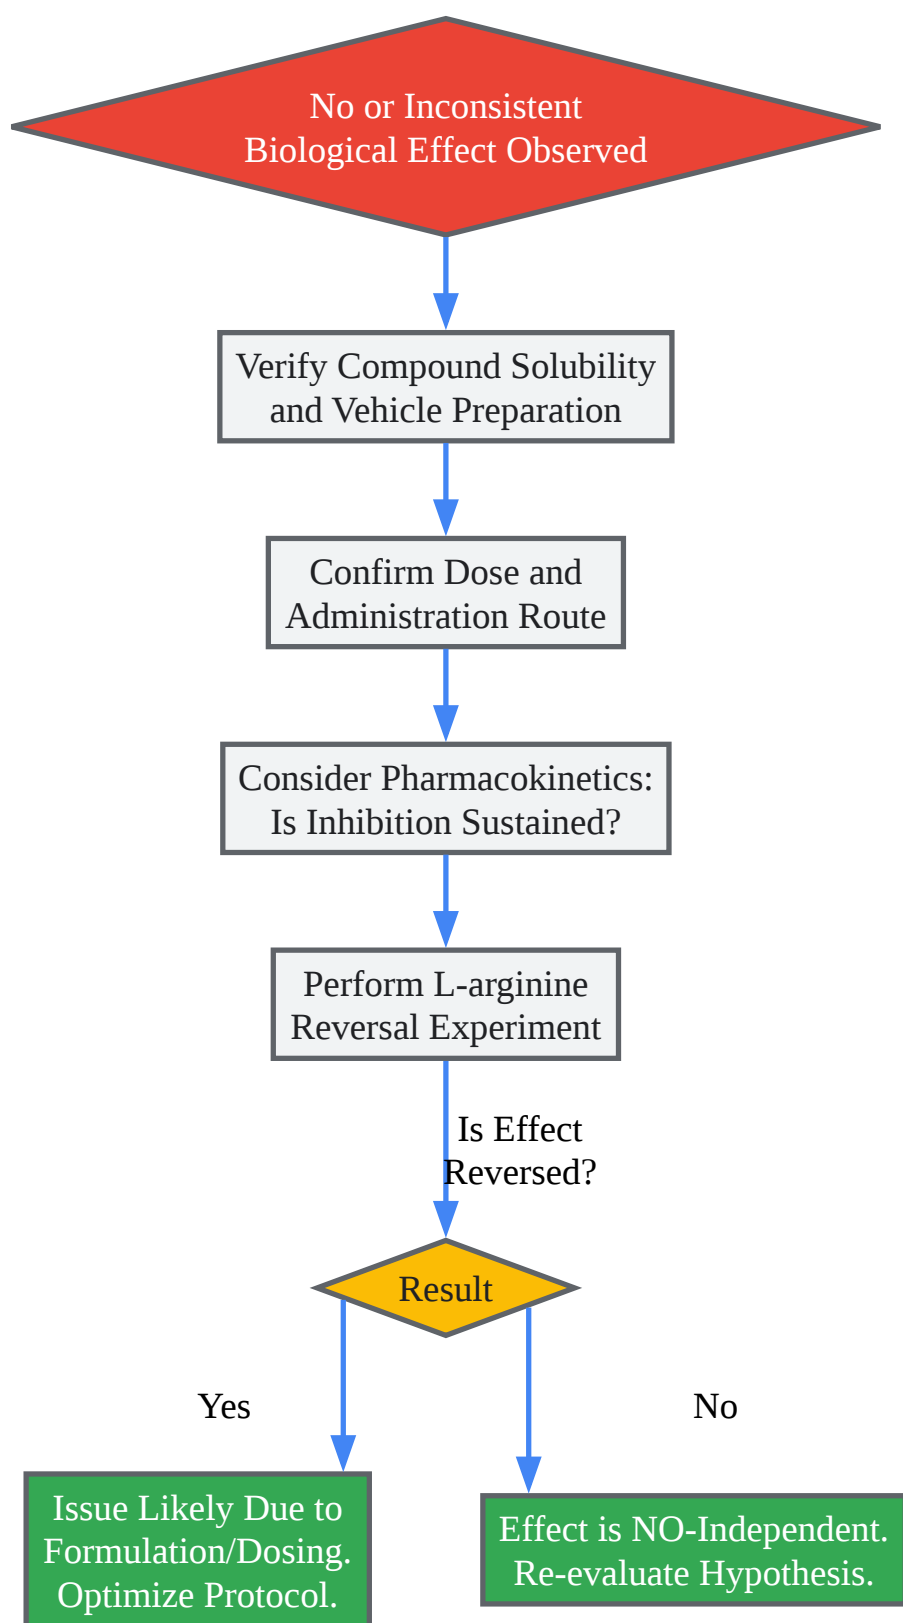 No or Inconsistent
Biological Effect Observed
Verify Compound Solubility
and Vehicle Preparation
Confirm Dose and
Administration Route
Consider Pharmacokinetics:
Is Inhibition Sustained?
Perform L-arginine
Reversal Experiment
Is Effect
Reversed?
Result
Yes
No
Issue Likely Due to
Formulation/Dosing.
Optimize Protocol.
Effect is NO-Independent.
Re-evaluate Hypothesis.